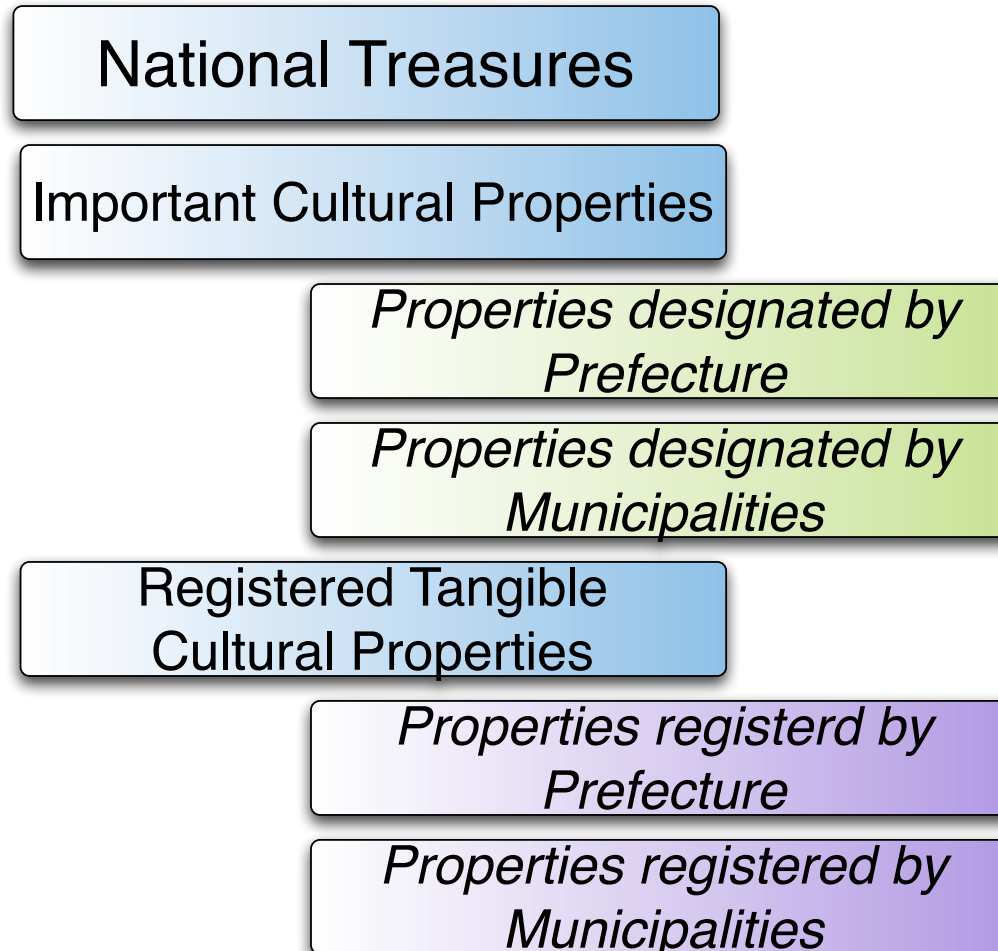 National Treasures
Important Cultural Properties
Properties designated by
Prefecture
Properties designated by
Municipalities
Registered Tangible
Cultural Properties
Properties registerd by
Prefecture
Properties registered by
Municipalities